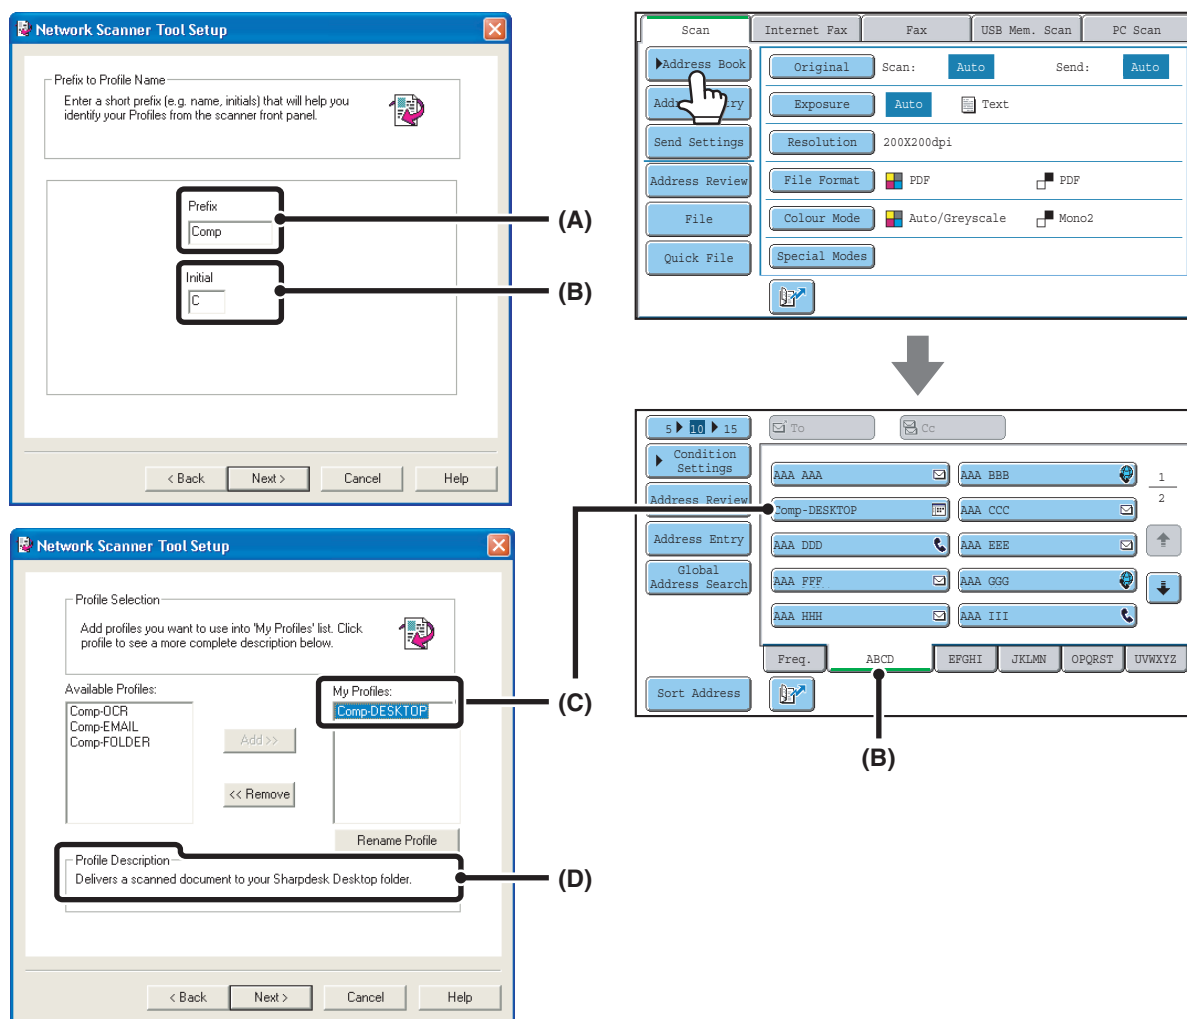 Network Scanner Tool Setup
Prefix to Profile Name
Enter a short prefix (e.g. name, initials) that will help you
identify your Profiles from the scanner front panel.
Prefix
Comp
(A)
Initial
C
(B)
< Back Next > Cancel Help
Scan Internet Fax Fax USB Mem. Scan PC Scan
Address Book
Original Scan: Auto Send: Auto
Exposure Auto Text
Send Settings
Resolution 200X200dpi
Address Review
File Format PDF PDF
File
Colour Mode Auto/Greyscale Mono2
Quick File
Special Modes
5 10 15 To Cc
Condition
Settings
AAA AAA AAA BBB 1
2
Address Review
Comp-DESKTOP AAA CCC
Address Entry
AAA DDD AAA EEE
Global
Address Search
AAA FFF AAA GGG
AAA HHH AAA III
Freq. ABCD EFGHI JKLMN OPQRST UVWXYZ
Sort Address
(B)
Network Scanner Tool Setup
Profile Selection
Add profiles you want to use into 'My Profiles' list. Click
profile to see a more complete description below.
Available Profiles:
Comp-OCR
Comp-EMAIL
Comp-FOLDER
Add >>
<< Remove
My Profiles:
Comp-DESKTOP
(C)
Rename Profile
Profile Description
Delivers a scanned document to your Sharpdesk Desktop folder.
(D)
< Back Next > Cancel Help